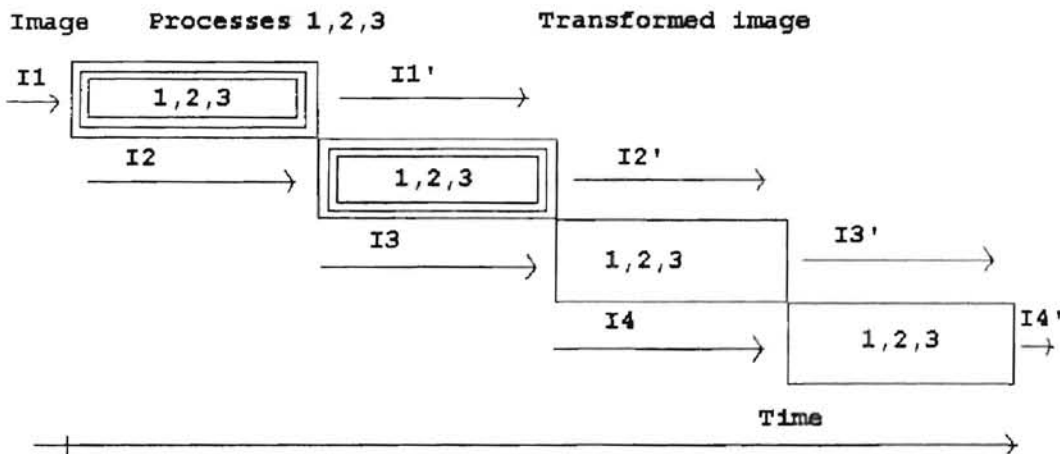 Image Processes 1,2,3 Transformed image
I1 1,2,3 I1'
I2 1,2,3 I2'
I3 1,2,3 I3'
I4 1,2,3 I4'
Time